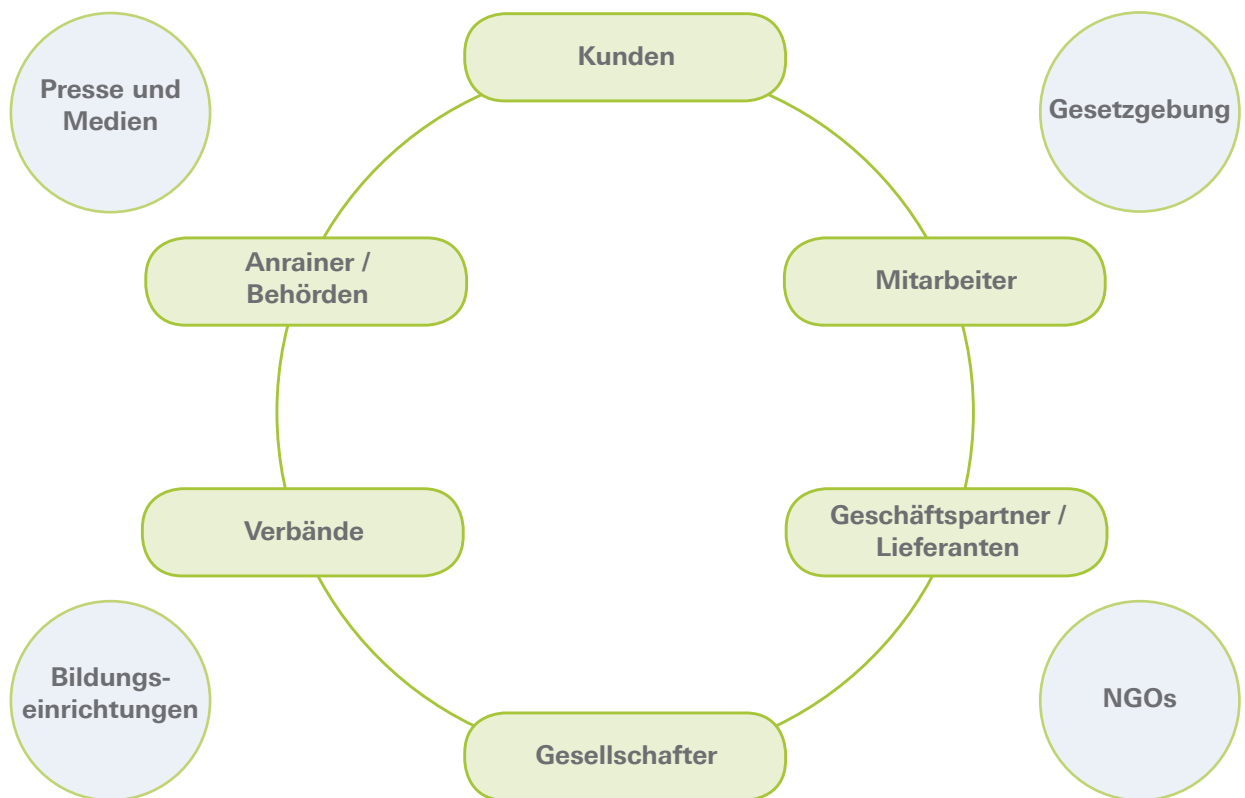 Kunden
Presse und
Medien
Gesetzgebung
Anrainer /
Behörden
Mitarbeiter
Verbände
Geschäftspartner /
Lieferanten
Bildungs-
einrichtungen
NGOs
Gesellschafter